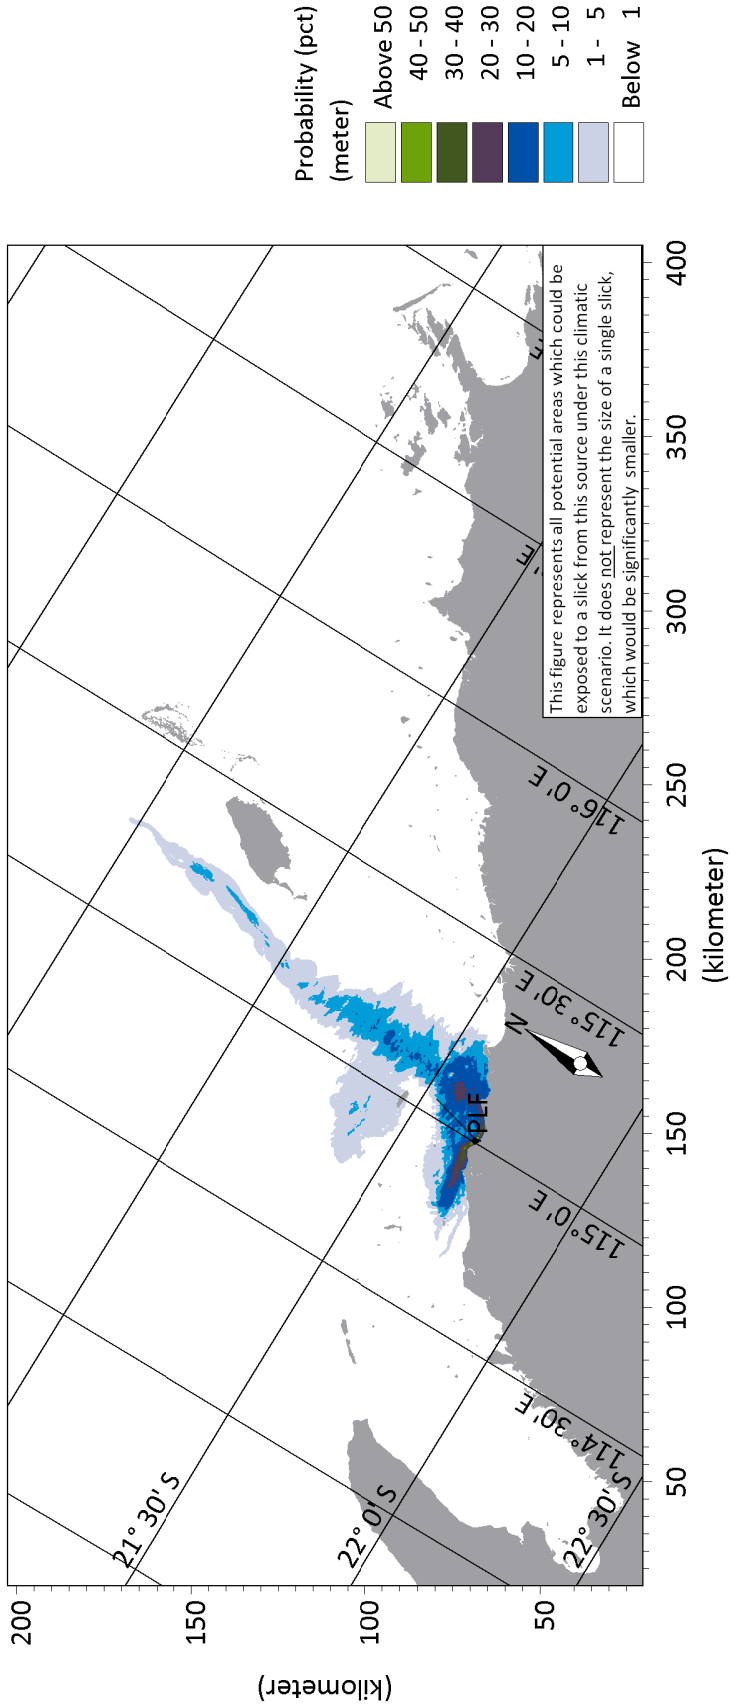 Probability (pct)
(meter)
Above 50
40 - 50
30 - 40
20 - 30
10 - 20
5 - 10
1 - 5
Below 1
200
150
100
50
(kilometer)
50
100
150
200
250
300
350
400
(kilometer)
21° 30' S
22° 0' S
22° 30' S
114° 30' E
115° 0' E
115° 30' E
116° 0' E
' E
PLF
N
This figure represents all potential areas which could be
exposed to a slick from this source under this climatic
scenario. It does not represent the size of a single slick,
which would be significantly smaller.